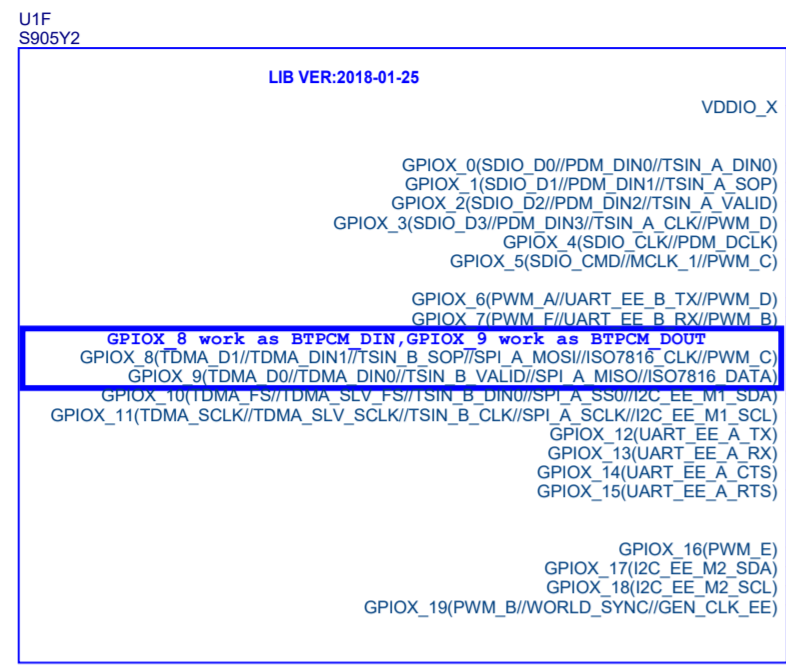 U1F
S905Y2
LIB VER:2018-01-25
VDDIO_X
GPIOX_0(SDIO_D0//PDM_DIN0//TSIN_A_DIN0)
GPIOX_1(SDIO_D1//PDM_DIN1//TSIN_A_SOP)
GPIOX_2(SDIO_D2//PDM_DIN2//TSIN_A_VALID)
GPIOX_3(SDIO_D3//PDM_DIN3//TSIN_A_CLK//PWM_D)
GPIOX_4(SDIO_CLK//PDM_DCLK)
GPIOX_5(SDIO_CMD//MCLK_1//PWM_C)
GPIOX_6(PWM_A//UART_EE_B_TX//PWM_D)
GPIOX_7(PWM_F//UART_EE_B_RX//PWM_B)
GPIOX_8 work as BTPCM_DIN,GPIOX_9 work as BTPCM_DOUT
GPIOX_8(TDMA_D1//TDMA_DIN1//TSIN_B_SOP//SPI_A_MOSI//ISO7816_CLK//PWM_C)
GPIOX_9(TDMA_D0//TDMA_DIN0//TSIN_B_VALID//SPI_A_MISO//ISO7816_DATA)
GPIOX_10(TDMA_FS//TDMA_SLV_FS//TSIN_B_DIN0//SPI_A_SS0//I2C_EE_M1_SDA)
GPIOX_11(TDMA_SCLK//TDMA_SLV_SCLK//TSIN_B_CLK//SPI_A_SCLK//I2C_EE_M1_SCL)
GPIOX_12(UART_EE_A_TX)
GPIOX_13(UART_EE_A_RX)
GPIOX_14(UART_EE_A_CTS)
GPIOX_15(UART_EE_A_RTS)
GPIOX_16(PWM_E)
GPIOX_17(I2C_EE_M2_SDA)
GPIOX_18(I2C_EE_M2_SCL)
GPIOX_19(PWM_B//WORLD_SYNC//GEN_CLK_EE)